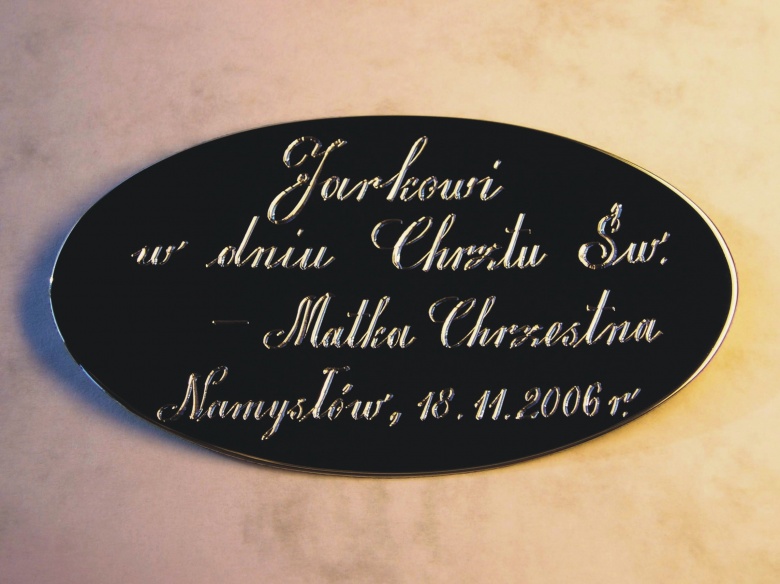 Jarkowi
w dniu Chrztu Św.
– Matka Chrzestna
Namysłów, 18.11.2006 r.